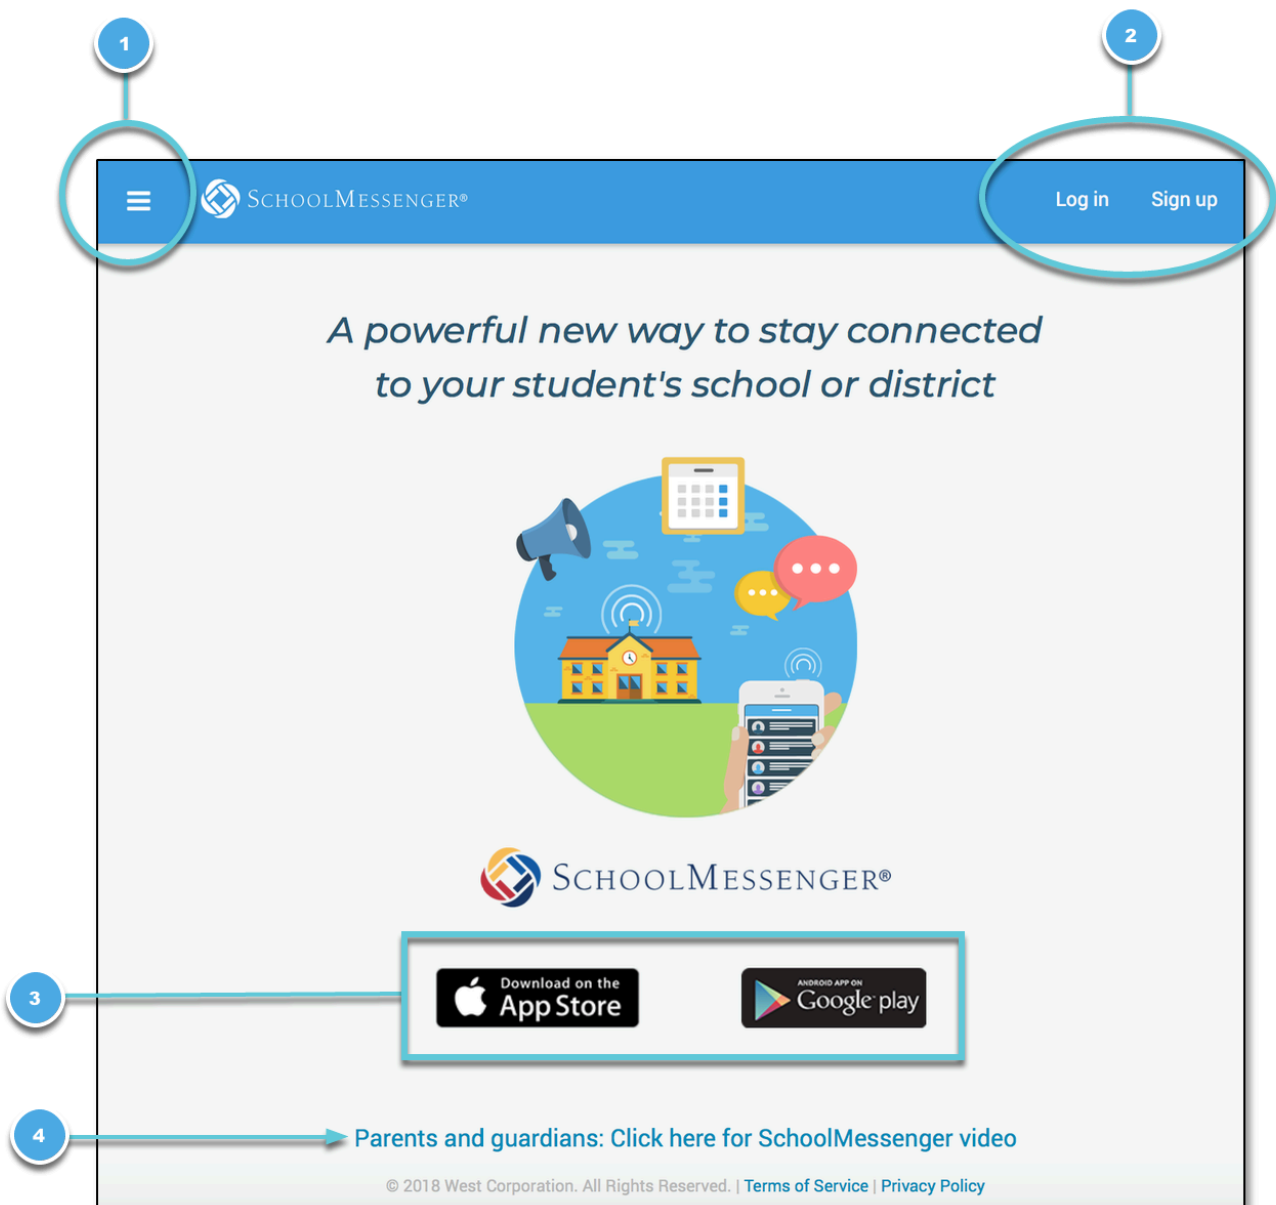 1
2
SCHOOLMESSENGER®
Log in Sign up
A powerful new way to stay connected
to your student's school or district
SCHOOLMESSENGER®
3
Download on the
App Store
ANDROID APP ON
Google play
4
Parents and guardians: Click here for SchoolMessenger video
© 2018 West Corporation. All Rights Reserved. | Terms of Service | Privacy Policy